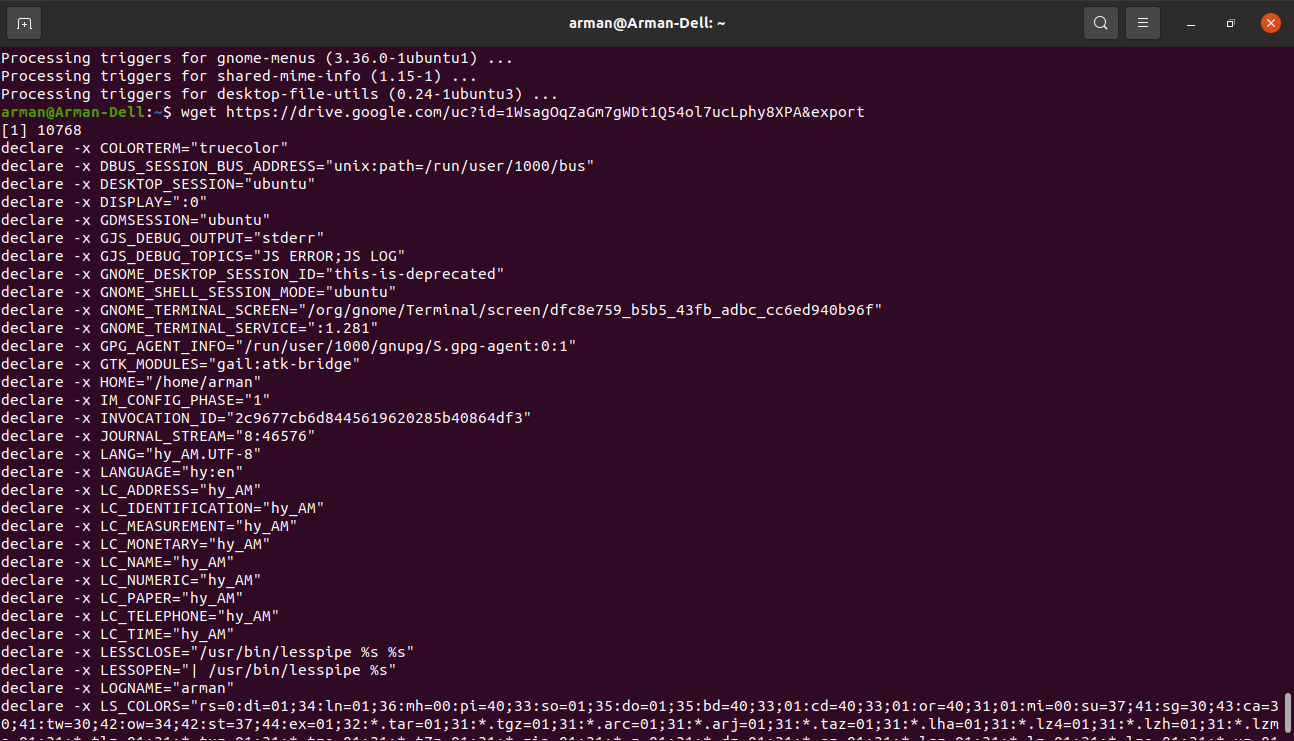 arman@Arman-Dell: ~
Processing triggers for gnome-menus (3.36.0-1ubuntu1) ...
Processing triggers for shared-mime-info (1.15-1) ...
Processing triggers for desktop-file-utils (0.24-1ubuntu3) ...
arman@Arman-Dell:~$ wget https://drive.google.com/uc?id=1WsagOqZaGm7gWDt1Q54ol7ucLphy8XPA&export
[1] 10768
declare -x COLORTERM="truecolor"
declare -x DBUS_SESSION_BUS_ADDRESS="unix:path=/run/user/1000/bus"
declare -x DESKTOP_SESSION="ubuntu"
declare -x DISPLAY=":0"
declare -x GDMSESSION="ubuntu"
declare -x GJS_DEBUG_OUTPUT="stderr"
declare -x GJS_DEBUG_TOPICS="JS ERROR;JS LOG"
declare -x GNOME_DESKTOP_SESSION_ID="this-is-deprecated"
declare -x GNOME_SHELL_SESSION_MODE="ubuntu"
declare -x GNOME_TERMINAL_SCREEN="/org/gnome/Terminal/screen/dfc8e759_b5b5_43fb_adbc_cc6ed940b96f"
declare -x GNOME_TERMINAL_SERVICE=":1.281"
declare -x GPG_AGENT_INFO="/run/user/1000/gnupg/S.gpg-agent:0:1"
declare -x GTK_MODULES="gail:atk-bridge"
declare -x HOME="/home/arman"
declare -x IM_CONFIG_PHASE="1"
declare -x INVOCATION_ID="2c9677cb6d8445619620285b40864df3"
declare -x JOURNAL_STREAM="8:46576"
declare -x LANG="hy_AM.UTF-8"
declare -x LANGUAGE="hy:en"
declare -x LC_ADDRESS="hy_AM"
declare -x LC_IDENTIFICATION="hy_AM"
declare -x LC_MEASUREMENT="hy_AM"
declare -x LC_MONETARY="hy_AM"
declare -x LC_NAME="hy_AM"
declare -x LC_NUMERIC="hy_AM"
declare -x LC_PAPER="hy_AM"
declare -x LC_TELEPHONE="hy_AM"
declare -x LC_TIME="hy_AM"
declare -x LESSCLOSE="/usr/bin/lesspipe %s %s"
declare -x LESSOPEN="| /usr/bin/lesspipe %s"
declare -x LOGNAME="arman"
declare -x LS_COLORS="rs=0:di=01;34:ln=01;36:mh=00:pi=40;33:so=01;35:do=01;35:bd=40;33;01:cd=40;33;01:or=40;31;01:mi=00:su=37;41:sg=30;43:ca=3
0;41:tw=30;42:ow=34;42:st=37;44:ex=01;32:*.tar=01;31:*.tgz=01;31:*.arc=01;31:*.arj=01;31:*.taz=01;31:*.lha=01;31:*.lz4=01;31:*.lzh=01;31:*.lzm